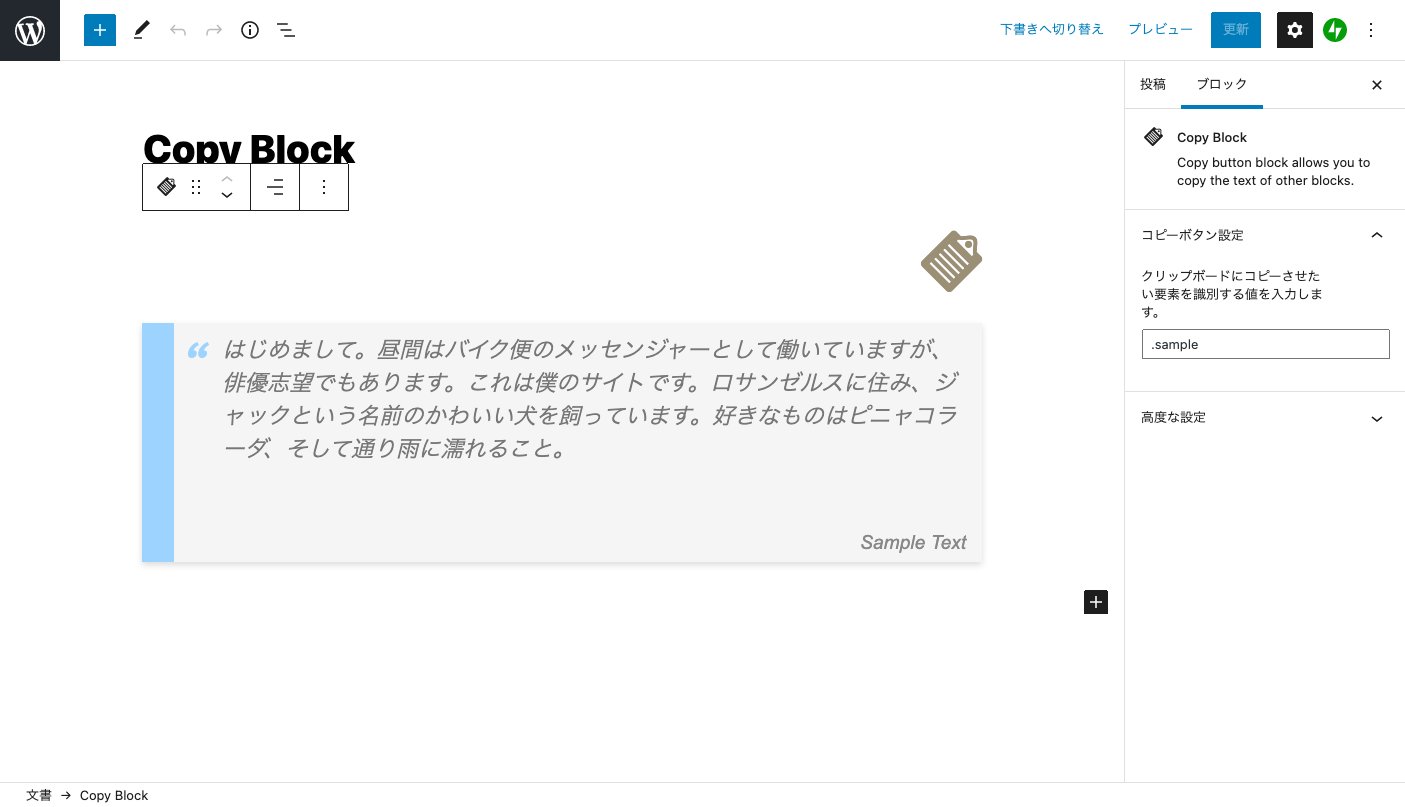 下書きへ切り替え
プレビュー
更新
投稿
ブロック
Copy Block
Copy button block allows you to
copy the text of other blocks.
コピーボタン設定
クリップボードにコピーさせた
い要素を識別する値を入力しま
す。
.sample
高度な設定
Copy Block
はじめまして。昼間はバイク便のメッセンジャーとして働いていますが、
俳優志望でもあります。これは僕のサイトです。ロサンゼルスに住み、ジ
ャックという名前のかわいい犬を飼っています。好きなものはピニャコラ
ーダ、そして通り雨に濡れること。
Sample Text
文書 → Copy Block